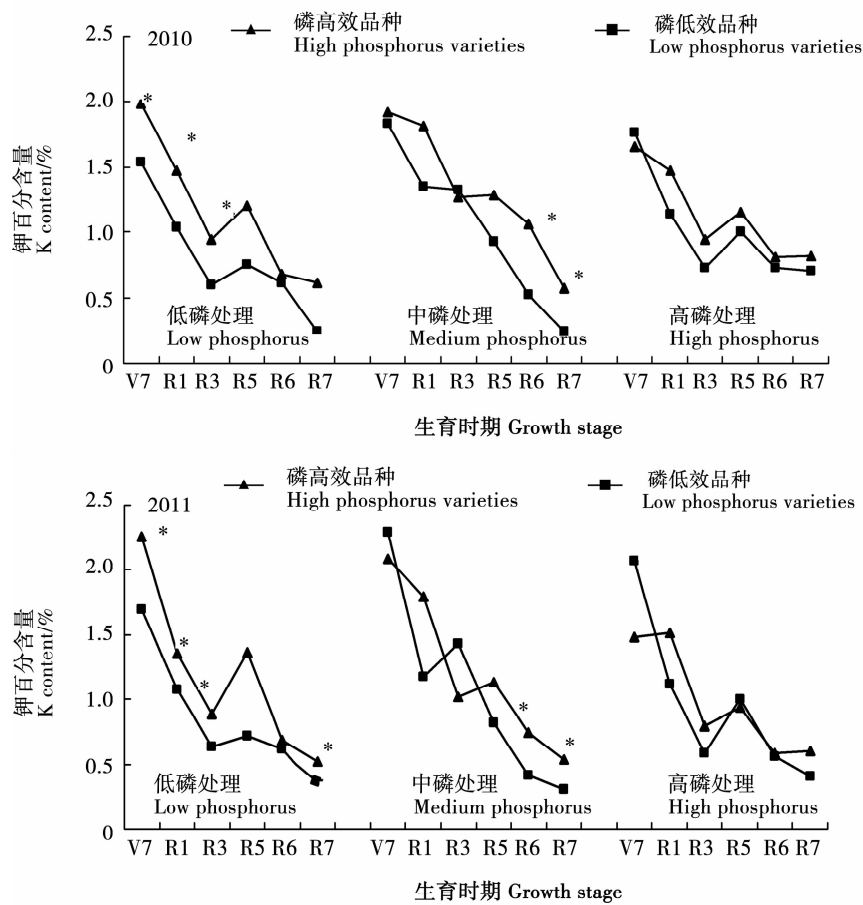 2010
磷高效品种
High phosphorus varieties
磷低效品种
Low phosphorus varieties
钾百分含量/%
K content/%
2.5
2.0
1.5
1.0
0.5
0
* * * * *
低磷处理
Low phosphorus
中磷处理
Medium phosphorus
高磷处理
High phosphorus
V7 R1 R3 R5 R6 R7 V7 R1 R3 R5 R6 R7 V7 R1 R3 R5 R6 R7
生育时期 Growth stage
2011
磷高效品种
High phosphorus varieties
磷低效品种
Low phosphorus varieties
钾百分含量/%
K content/%
2.5
2.0
1.5
1.0
0.5
0
* * * * * *
低磷处理
Low phosphorus
中磷处理
Medium phosphorus
高磷处理
High phosphorus
V7 R1 R3 R5 R6 R7 V7 R1 R3 R5 R6 R7 V7 R1 R3 R5 R6 R7
生育时期 Growth stage